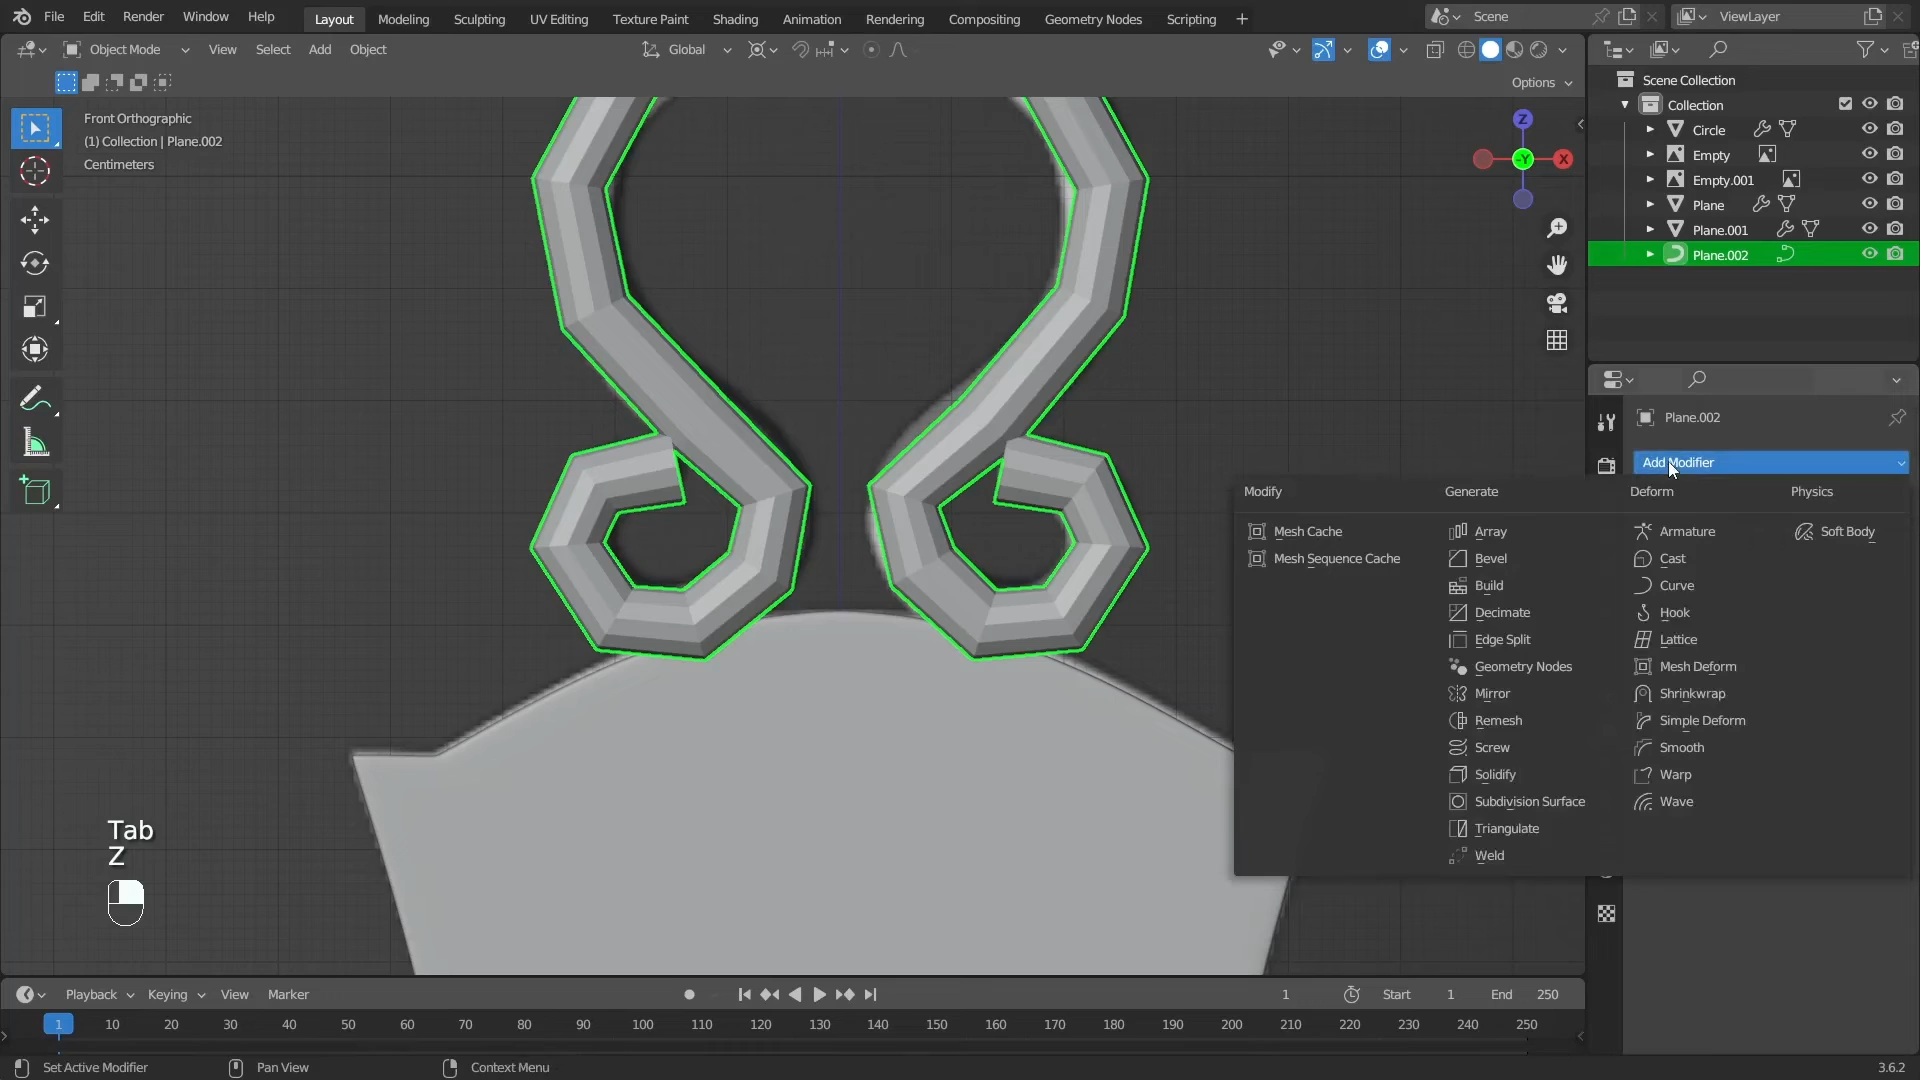 File Edit Render Window Help Layout Modeling Sculpting UV Editing Texture Paint Shading Animation Rendering Compositing Geometry Nodes Scripting + Scene ViewLayer
Object Mode View Select Add Object Global
Options
Front Orthographic
(1) Collection | Plane.002
Centimeters
Z
-Y
X
Scene Collection
Collection
Circle
Empty
Empty.001
Plane
Plane.001
Plane.002
Plane.002
Add Modifier
Modify Generate Deform Physics
Mesh Cache Array Armature Soft Body
Mesh Sequence Cache Bevel Cast
Build Curve
Decimate Hook
Edge Split Lattice
Geometry Nodes Mesh Deform
Mirror Shrinkwrap
Remesh Simple Deform
Screw Smooth
Solidify Warp
Subdivision Surface Wave
Triangulate
Weld
Tab
Z
Playback Keying View Marker 1 Start 1 End 250
1 10 20 30 40 50 60 70 80 90 100 110 120 130 140 150 160 170 180 190 200 210 220 230 240 250
Set Active Modifier Pan View Context Menu 3.6.2